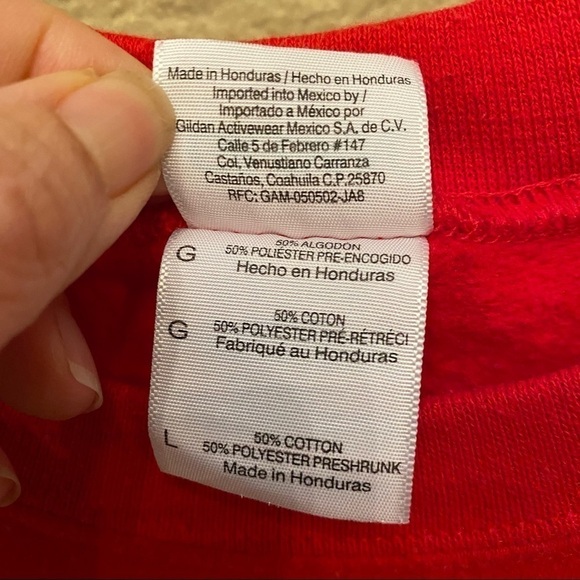 Made in Honduras / Hecho en Honduras
Imported into Mexico by /
Importado a México por
Gildan Activewear Mexico S.A. de C.V.
Calle 5 de Febrero #147
Col. Venustiano Carranza
Castaños, Coahuila C.P. 25870
RFC: GAM-050502-JA8
50% ALGODON
G 50% POLIÉSTER PRE-ENCOGIDO
Hecho en Honduras
50% COTON
G 50% POLYESTER PRÉ-RÉTRÉCI
Fabriqué au Honduras
L 50% COTTON
50% POLYESTER PRESHRUNK
Made in Honduras